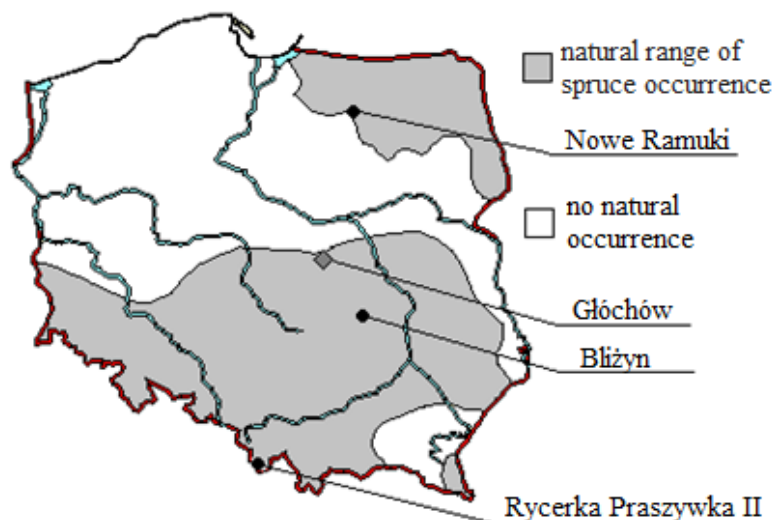 natural range of
spruce occurrence
Nowe Ramuki
no natural
occurrence
Głóchów
Bliżyn
Rycerka Praszywka II